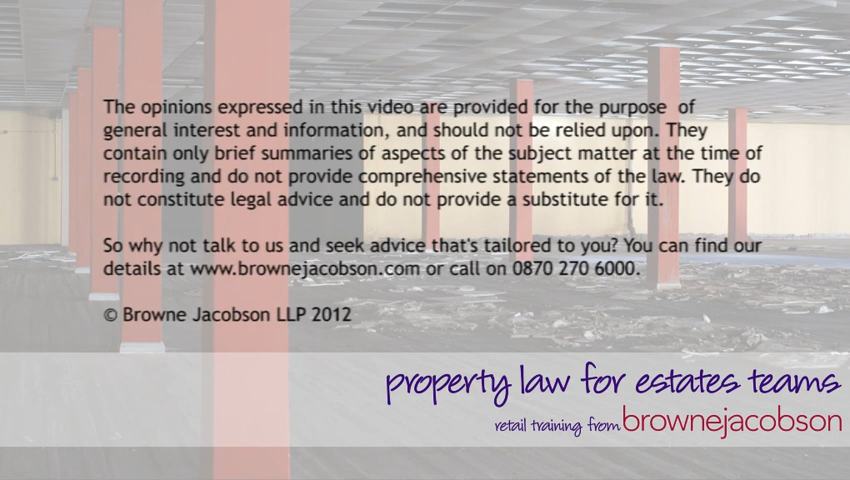 The opinions expressed in this video are provided for the purpose of
general interest and information, and should not be relied upon. They
contain only brief summaries of aspects of the subject matter at the time of
recording and do not provide comprehensive statements of the law. They do
not constitute legal advice and do not provide a substitute for it.
So why not talk to us and seek advice that's tailored to you? You can find our
details at www.brownejacobson.com or call on 0870 270 6000.
© Browne Jacobson LLP 2012
property law for estates teams
retail training from brownejacobson